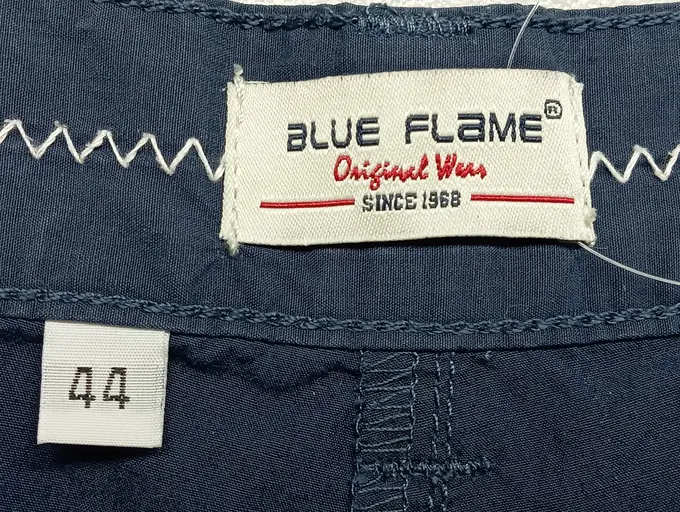 BLUE FLAME®
Original Wear
SINCE 1968
44